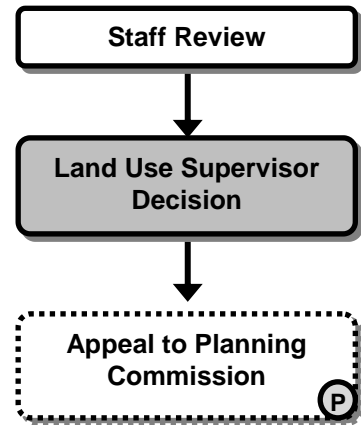 Staff Review
Land Use Supervisor
Decision
Appeal to Planning
Commission
P